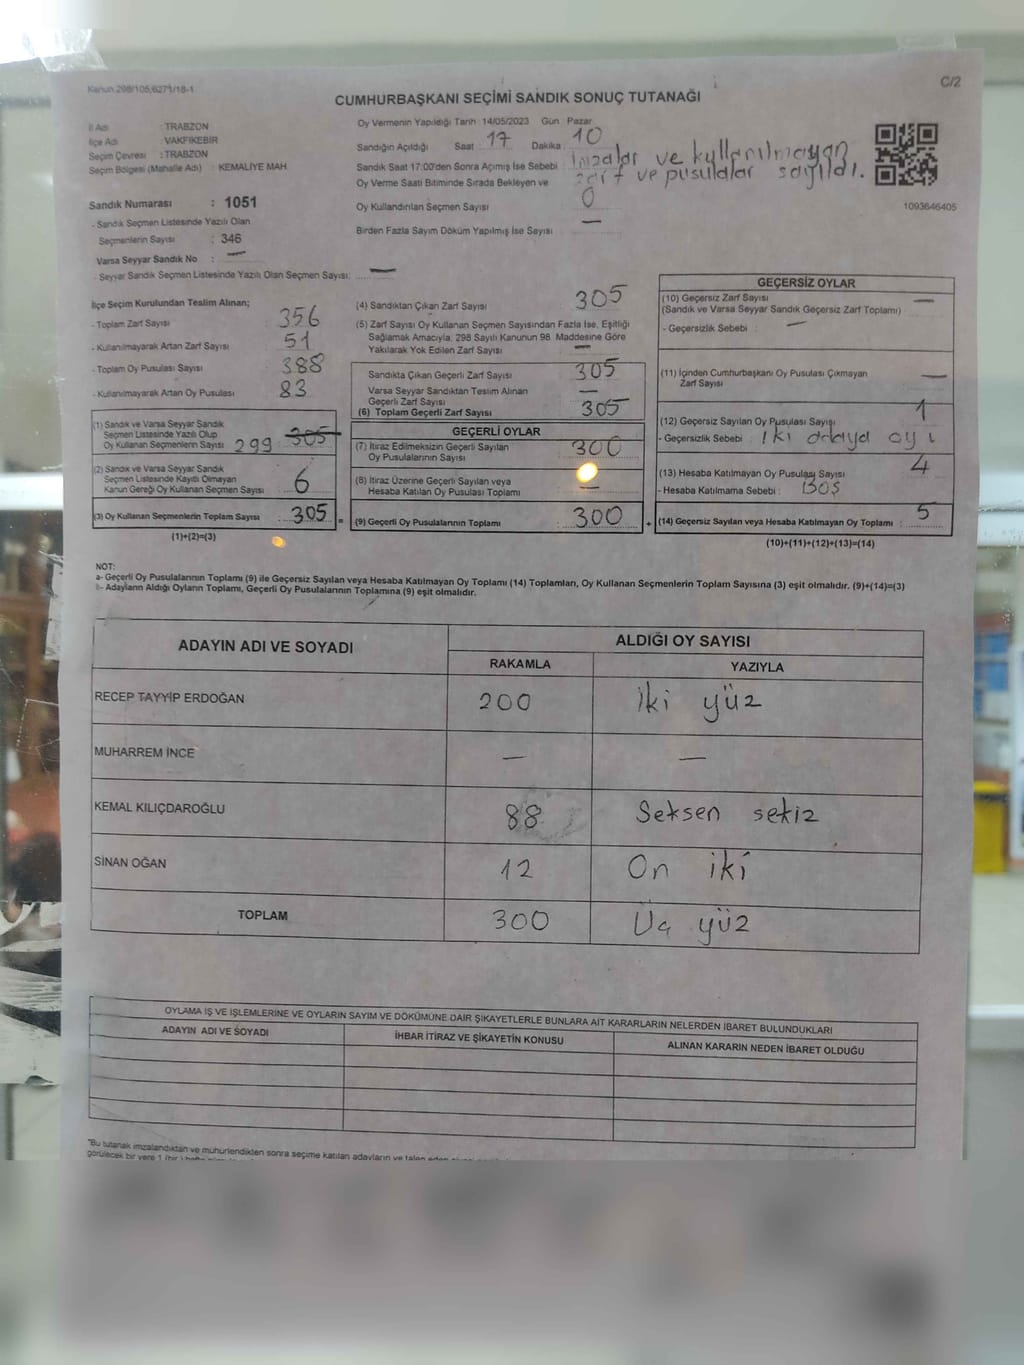 Kanun 298/105,6271/18-1
C/2
CUMHURBAŞKANI SEÇİMİ SANDIK SONUÇ TUTANAĞI
İl Adı : TRABZON
İlçe Adı : VAKFIKEBİR
Seçim Çevresi : TRABZON
Seçim Bölgesi (Mahalle Adı) : KEMALİYE MAH
Sandık Numarası : 1051
- Sandık Seçmen Listesinde Yazılı Olan
Seçmenlerin Sayısı : 346
Varsa Seyyar Sandık No : —
- Seyyar Sandık Seçmen Listesinde Yazılı Olan Seçmen Sayısı: —
Oy Vermenin Yapıldığı Tarih : 14/05/2023 Gün : Pazar
Sandığın Açıldığı Saat : 17 Dakika : 10
Sandık Saat 17:00'den Sonra Açımış İse Sebebi : İmzalar ve kullanılmayan
zarf ve pusulalar sayıldı.
Oy Verme Saati Bitiminde Sırada Bekleyen ve
Oy Kullandırılan Seçmen Sayısı : 0
Birden Fazla Sayım Döküm Yapılmış İse Sayısı : —
1093646405
İlçe Seçim Kurulundan Teslim Alınan;
- Toplam Zarf Sayısı : 356
- Kullanılmayarak Artan Zarf Sayısı : 51
- Toplam Oy Pusulası Sayısı : 388
- Kullanılmayarak Artan Oy Pusulası : 83
(1) Sandık ve Varsa Seyyar Sandık
Seçmen Listesinde Yazılı Olup
Oy Kullanan Seçmenlerin Sayısı : 299 305
(2) Sandık ve Varsa Seyyar Sandık
Seçmen Listesinde Kayıtlı Olmayan
Kanun Gereği Oy Kullanan Seçmen Sayısı : 6
(3) Oy Kullanan Seçmenlerin Toplam Sayısı : 305 =
(1)+(2)=(3)
(4) Sandıktan Çıkan Zarf Sayısı : 305
(5) Zarf Sayısı Oy Kullanan Seçmen Sayısından Fazla İse, Eşitliği
Sağlamak Amacıyla, 298 Sayılı Kanunun 98. Maddesine Göre
Yakılarak Yok Edilen Zarf Sayısı : —
Sandıkta Çıkan Geçerli Zarf Sayısı : 305
Varsa Seyyar Sandıktan Teslim Alınan
Geçerli Zarf Sayısı : —
(6) Toplam Geçerli Zarf Sayısı : 305
GEÇERLİ OYLAR
(7) İtiraz Edilmeksizin Geçerli Sayılan
Oy Pusulalarının Sayısı : 300
(8) İtiraz Üzerine Geçerli Sayılan veya
Hesaba Katılan Oy Pusulası Toplamı : —
(9) Geçerli Oy Pusulalarının Toplamı : 300 +
GEÇERSİZ OYLAR
(10) Geçersiz Zarf Sayısı : —
(Sandık ve Varsa Seyyar Sandık Geçersiz Zarf Toplamı)
- Geçersizlik Sebebi : —
(11) İçinden Cumhurbaşkanı Oy Pusulası Çıkmayan
Zarf Sayısı : —
(12) Geçersiz Sayılan Oy Pusulası Sayısı : 1
- Geçersizlik Sebebi : İki adaya oy
(13) Hesaba Katılmayan Oy Pusulası Sayısı : 4
- Hesaba Katılmama Sebebi : BOŞ
(14) Geçersiz Sayılan veya Hesaba Katılmayan Oy Toplamı : 5
(10)+(11)+(12)+(13)=(14)
NOT:
a- Geçerli Oy Pusulalarının Toplamı (9) ile Geçersiz Sayılan veya Hesaba Katılmayan Oy Toplamı (14) Toplamları, Oy Kullanan Seçmenlerin Toplam Sayısına (3) eşit olmalıdır. (9)+(14)=(3)
b- Adayların Aldığı Oyların Toplamı, Geçerli Oy Pusulalarının Toplamına (9) eşit olmalıdır.
ADAYIN ADI VE SOYADI ALDIĞI OY SAYISI
RAKAMLA YAZIYLA
RECEP TAYYİP ERDOĞAN 200 İki yüz
MUHARREM İNCE — —
KEMAL KILIÇDAROĞLU 88 Seksen sekiz
SİNAN OĞAN 12 On iki
TOPLAM 300 Üç yüz
OYLAMA İŞ VE İŞLEMLERİNE VE OYLARIN SAYIM VE DÖKÜMÜNE DAİR ŞİKAYETLERLE BUNLARA AİT KARARLARIN NELERDEN İBARET BULUNDUKLARI
ADAYIN ADI VE SOYADI İHBAR İTİRAZ VE ŞİKAYETİN KONUSU ALINAN KARARIN NEDEN İBARET OLDUĞU
"Bu tutanak imzalandıktan ve mühürlendikten sonra seçime katılan adayların ve talep eden
görülecek bir yere 1 (bir) hafta